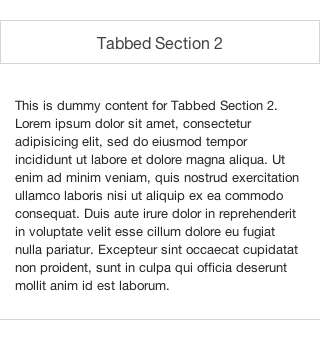 Tabbed Section 2
This is dummy content for Tabbed Section 2.
Lorem ipsum dolor sit amet, consectetur
adipisicing elit, sed do eiusmod tempor
incididunt ut labore et dolore magna aliqua. Ut
enim ad minim veniam, quis nostrud exercitation
ullamco laboris nisi ut aliquip ex ea commodo
consequat. Duis aute irure dolor in reprehenderit
in voluptate velit esse cillum dolore eu fugiat
nulla pariatur. Excepteur sint occaecat cupidatat
non proident, sunt in culpa qui officia deserunt
mollit anim id est laborum.